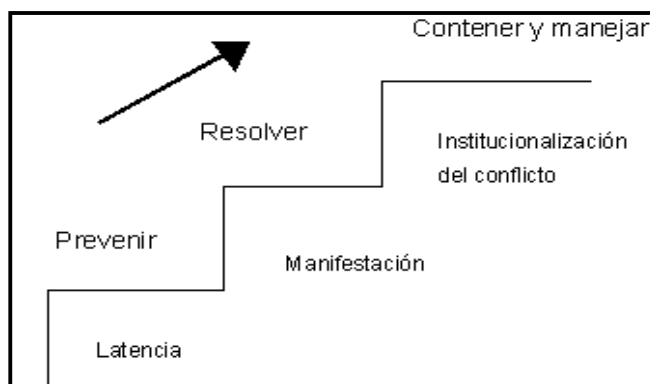 Contener y manejar
Resolver
Institucionalización
del conflicto
Prevenir
Manifestación
Latencia